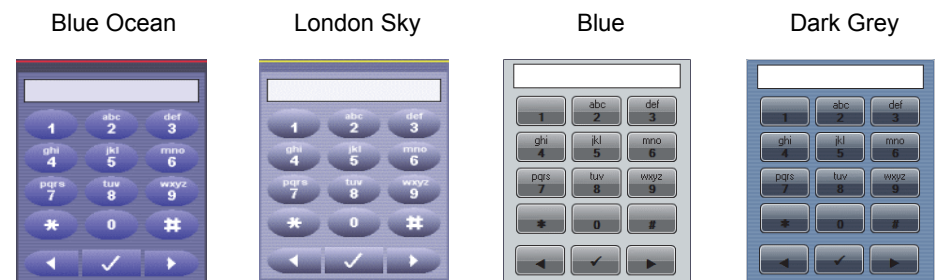 Blue Ocean London Sky Blue Dark Grey
abc def abc def abc def abc def
1 2 3 1 2 3 1 2 3 1 2 3
ghi jkl mno ghi jkl mno ghi jkl mno ghi jkl mno
4 5 6 4 5 6 4 5 6 4 5 6
pqrs tuv wxyz pqrs tuv wxyz pqrs tuv wxyz pqrs tuv wxyz
7 8 9 7 8 9 7 8 9 7 8 9
* 0 # * 0 # * 0 # * 0 #